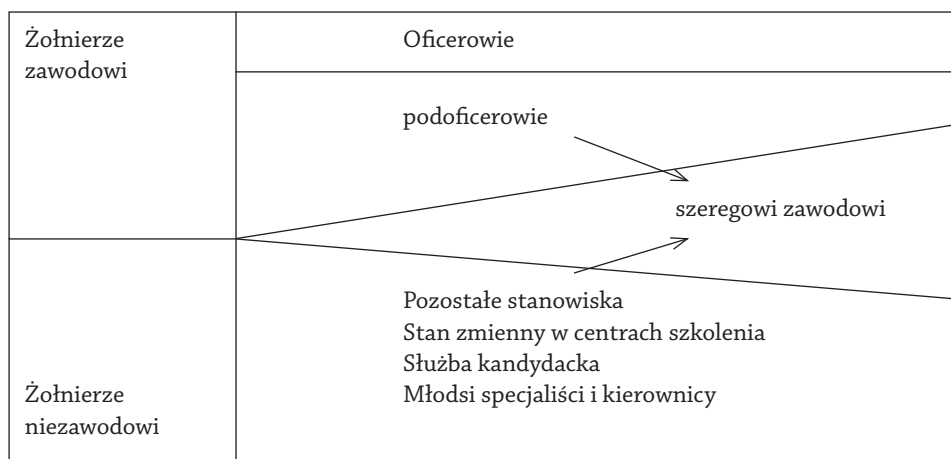 Żołnierze
zawodowi
Oficerowie
podoficerowie
szeregowi zawodowi
Pozostałe stanowiska
Stan zmienny w centrach szkolenia
Służba kandydacka
Młodsi specjaliści i kierownicy
Żołnierze
niezawodowi